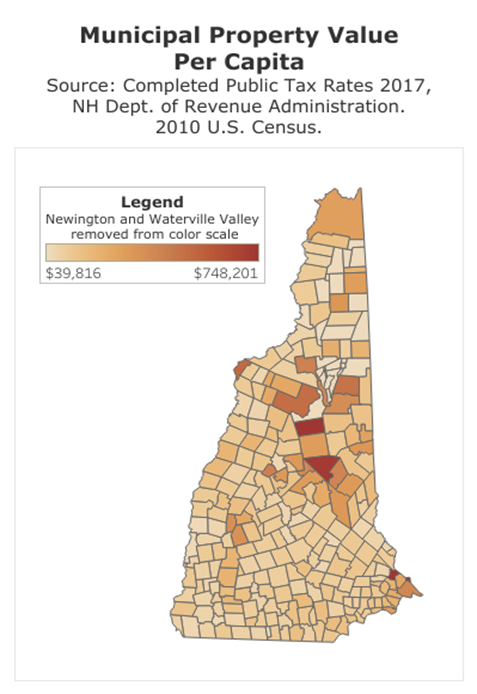 Municipal Property Value
Per Capita
Source: Completed Public Tax Rates 2017,
NH Dept. of Revenue Administration.
2010 U.S. Census.
Legend
Newington and Waterville Valley
removed from color scale
$39,816 $748,201